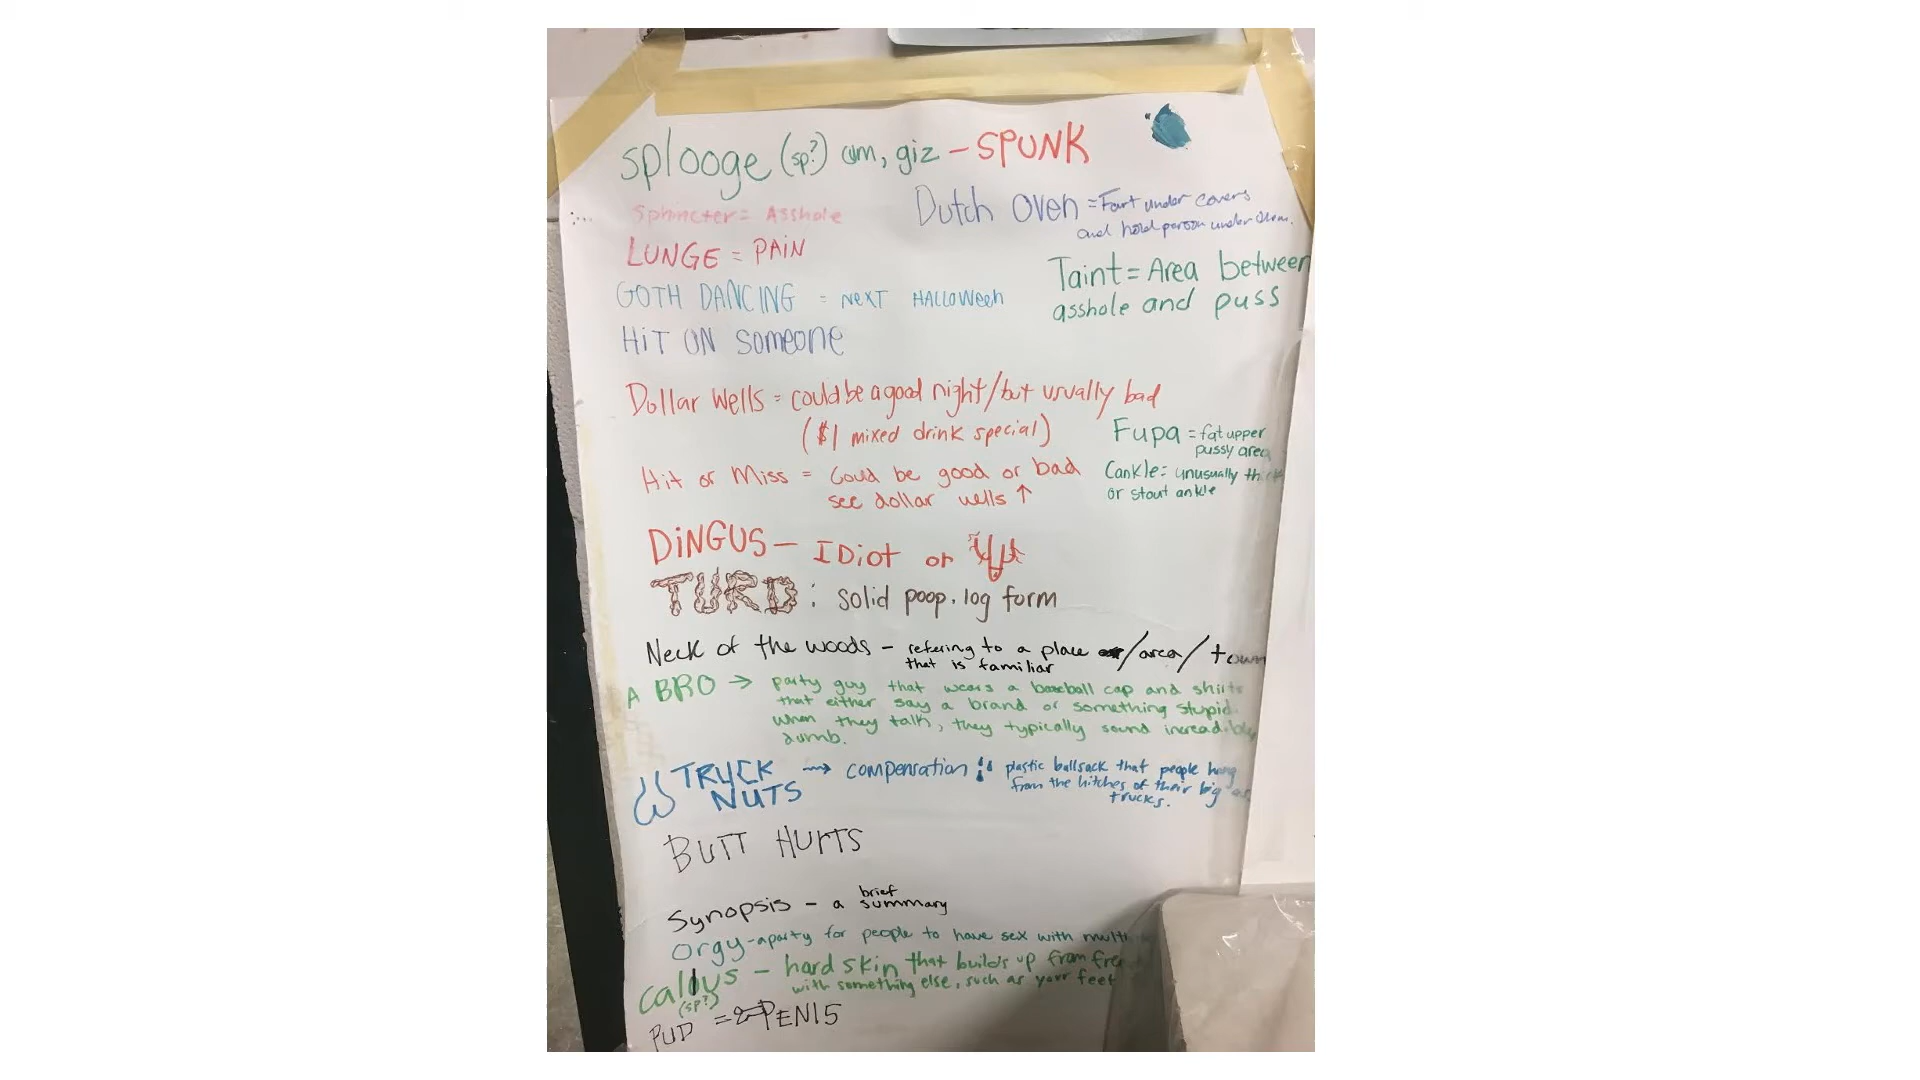 splooge (sp?) cum, giz - SPUNK
Sphincter = Asshole
Dutch oven = Fart under covers
and hold person under them.
LUNGE = PAIN
Taint = Area between
asshole and puss
GOTH DANCING = NEXT HALLOWEEN
HIT ON SOMEONE
Dollar Wells = could be a good night/but usually bad
($1 mixed drink special)
Fupa = fat upper
pussy area
Hit or Miss = Could be good or bad
see dollar wells ↑
Cankle: unusually
or stout ankle
DINGUS - IDiot or
TURD: solid poop. log form
Neck of the woods - refering to a place /area/town
that is familiar
A BRO → party guy that wears a baseball cap and shirts
that either say a brand or something stupid.
When they talk, they typically sound increadibly
dumb.
TRUCK NUTS → compensation!! plastic ballsack that people hang
from the hitches of their big
trucks.
BUTT HURTS
Synopsis - a brief summary
Orgy - a party for people to have sex with
callus - hard skin that builds up from
(sp?) with something else, such as your feet
PUD = PENIS